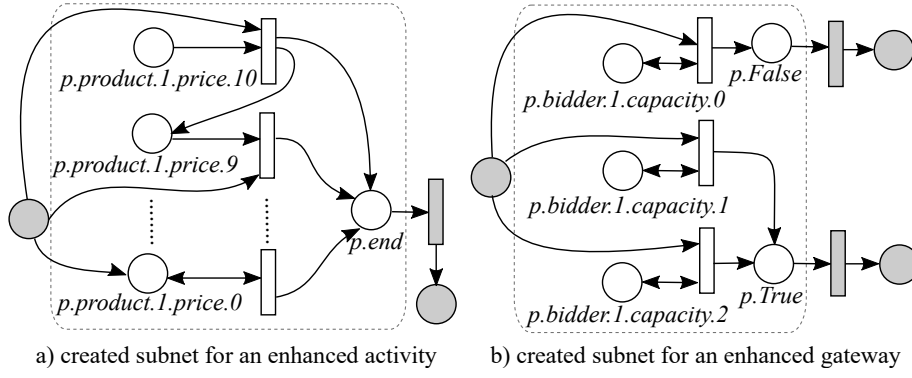 p.product.1.price.10
p.product.1.price.9
p.end
p.product.1.price.0
a) created subnet for an enhanced activity
p.False
p.bidder.1.capacity.0
p.bidder.1.capacity.1
p.True
p.bidder.1.capacity.2
b) created subnet for an enhanced gateway